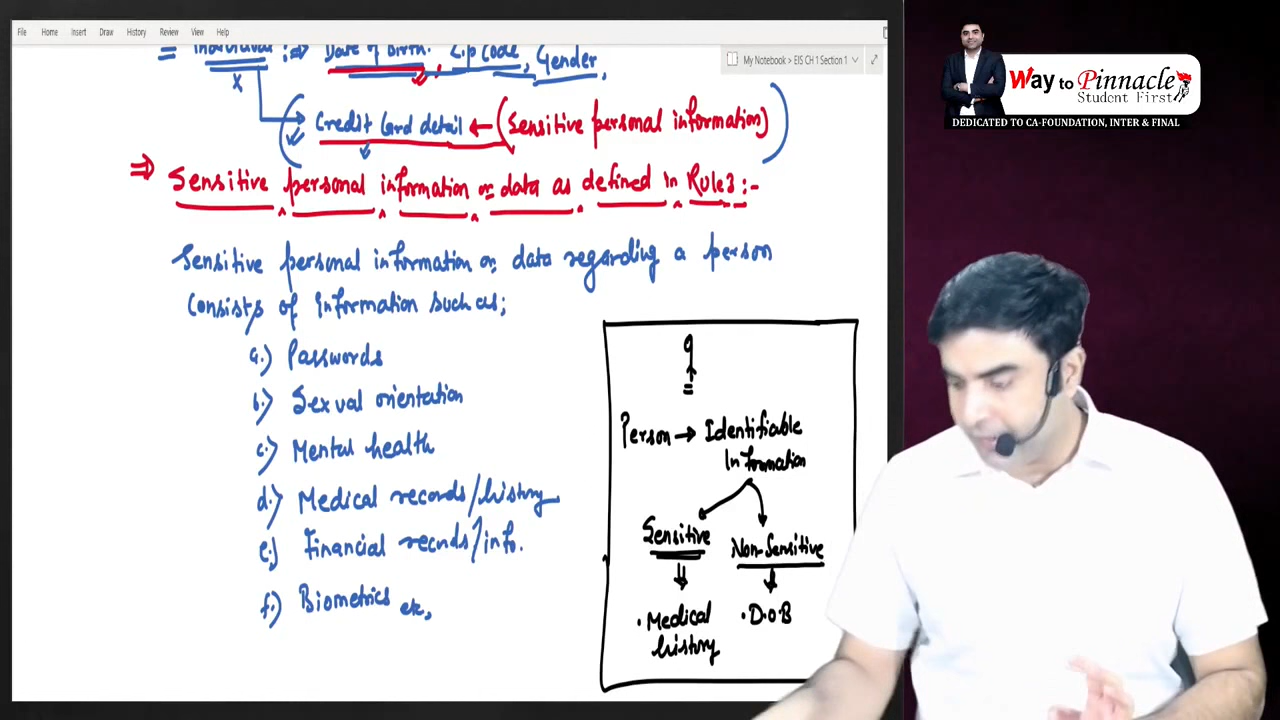 File Home Insert Draw History Review View Help
My Notebook > EIS CH 1 Section 1
= Individual :⇒ Date of Birth, Zip Code, Gender,
x
Credit Card detail ← (Sensitive personal information)
⇒ Sensitive personal information or data as defined in Rule 3 :-
Sensitive personal information or data regarding a person
Consists of information such as;
a.) Passwords
b.) Sexual orientation
c.) Mental health
d.) Medical records/history
e.) Financial records/info.
f.) Biometrics etc,
Person → Identifiable
Information
Sensitive
Non-Sensitive
• Medical
history
• D.O.B
Way to Pinnacle
Student First
DEDICATED TO CA-FOUNDATION, INTER & FINAL